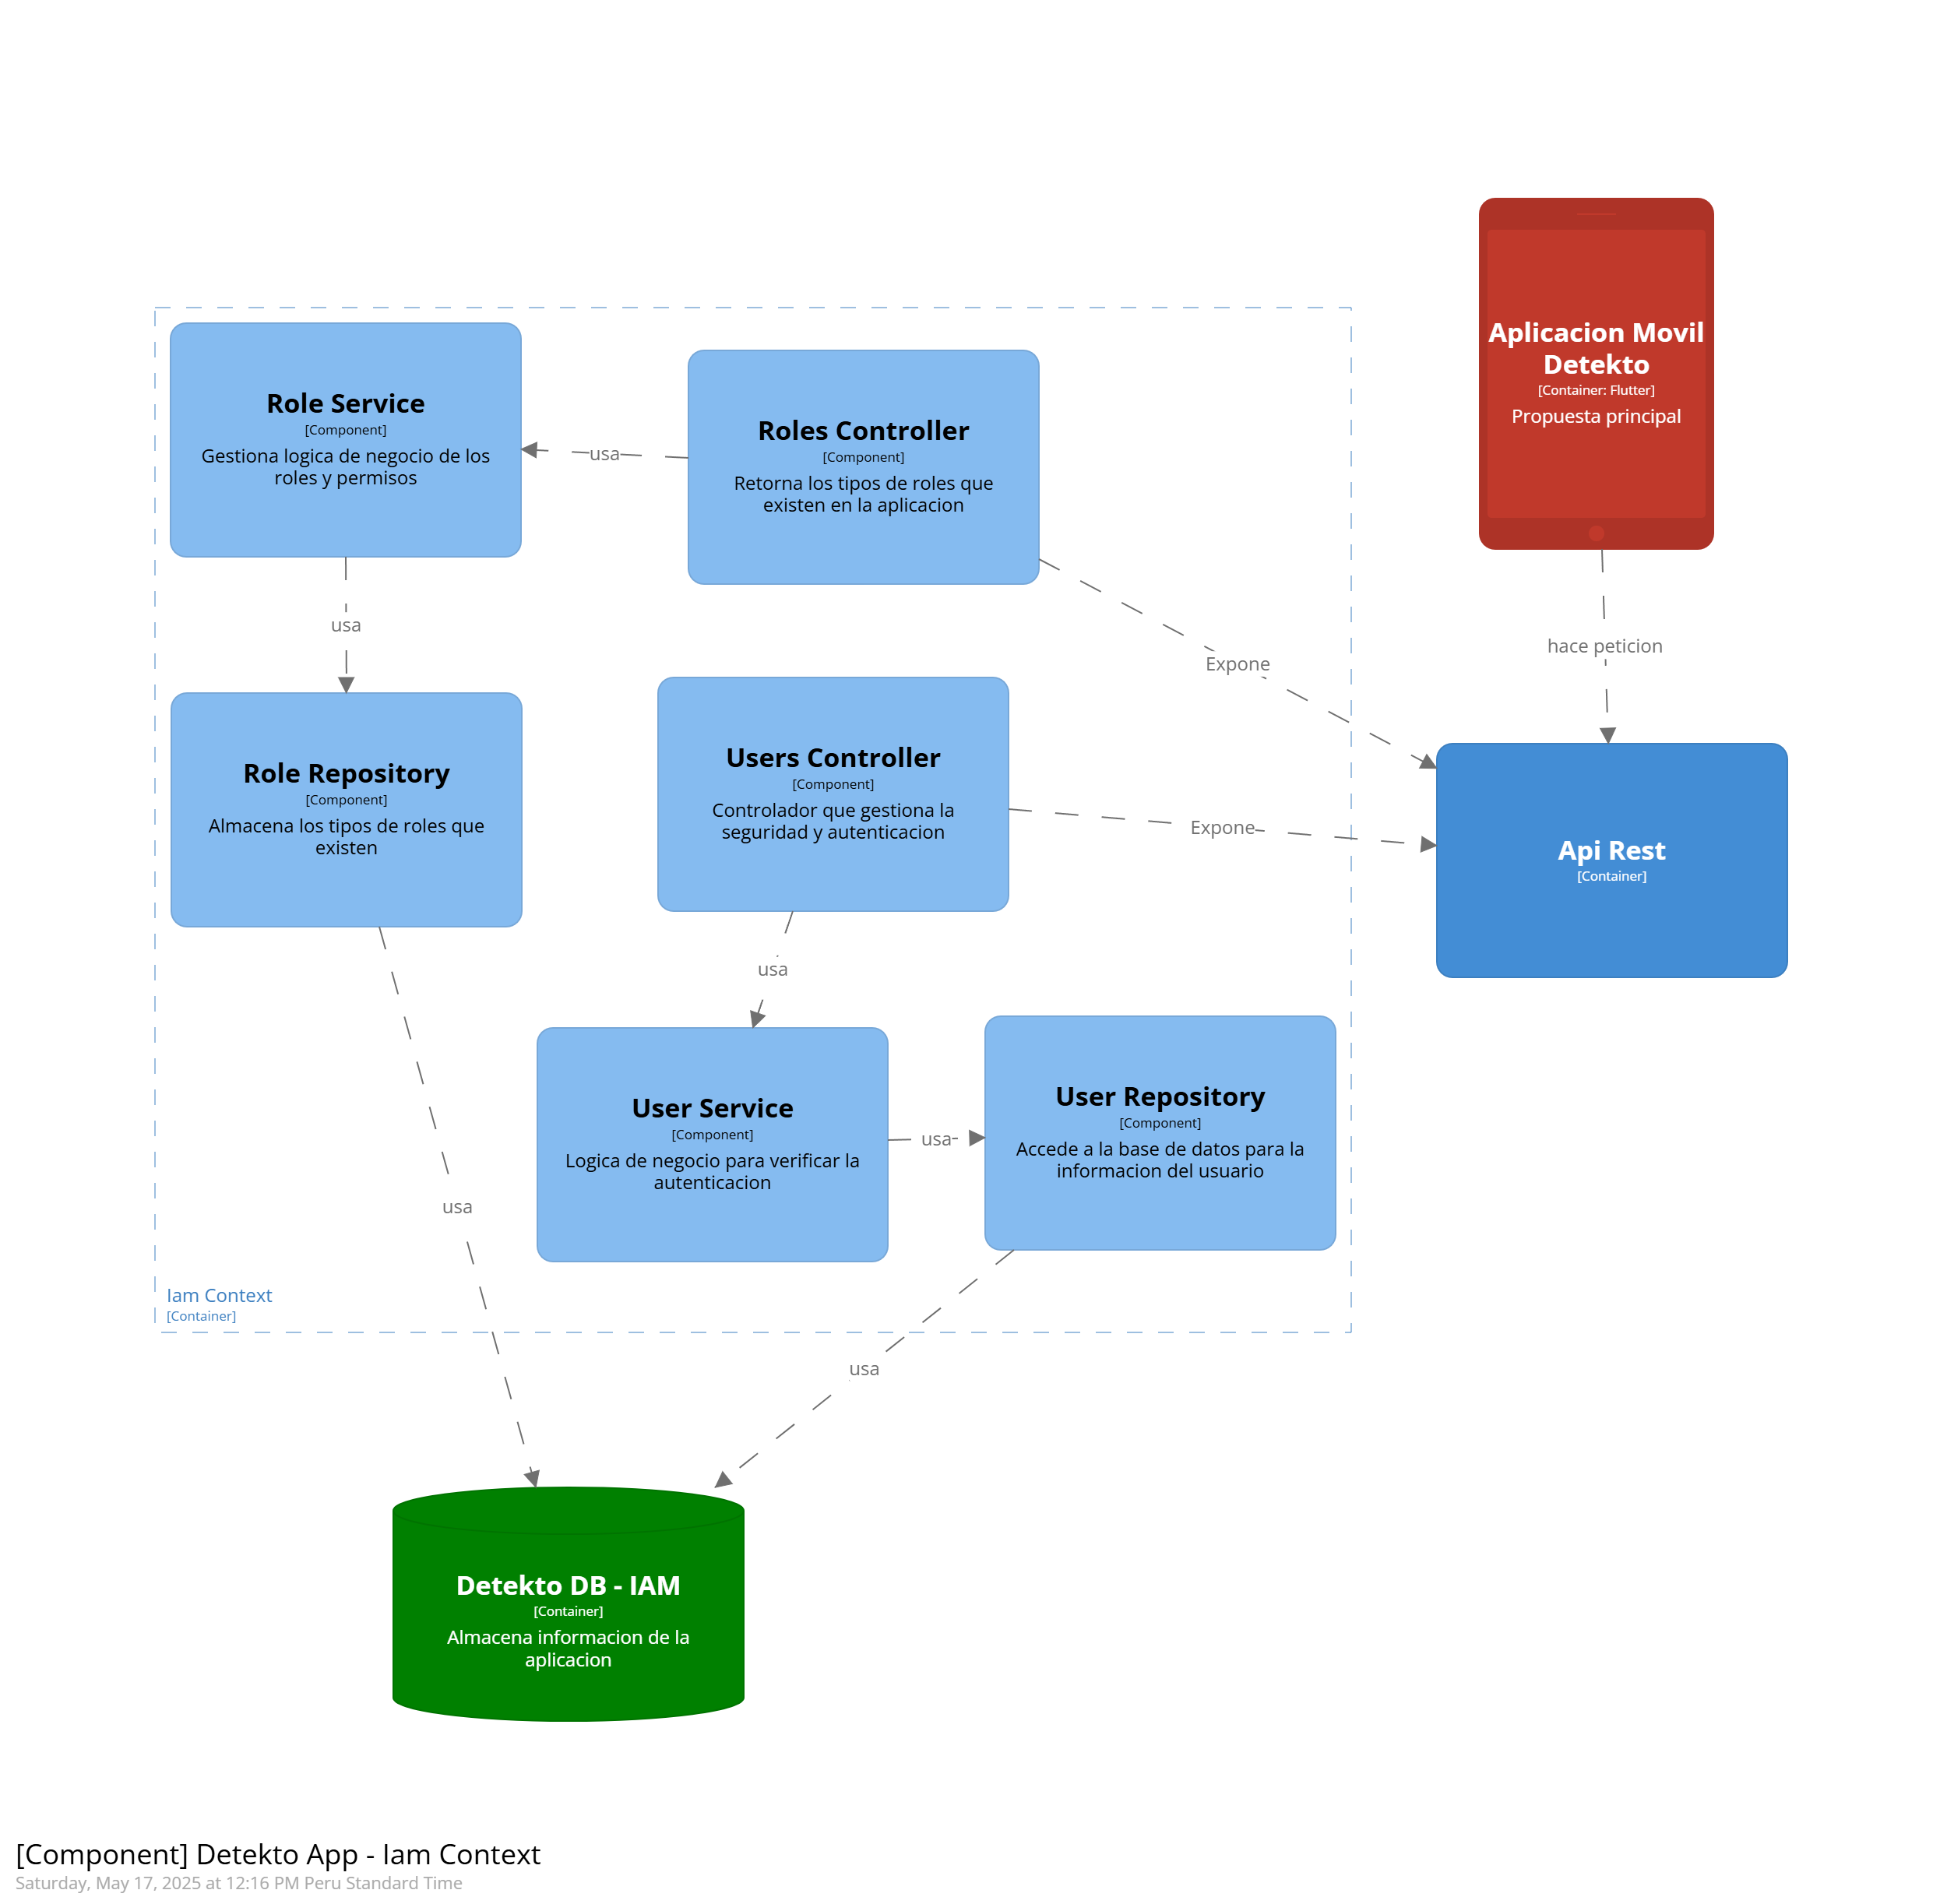 Aplicacion Movil
Detekto
[Container: Flutter]
Propuesta principal
Role Service
[Component]
Gestiona logica de negocio de los
roles y permisos
usa
Roles Controller
[Component]
Retorna los tipos de roles que
existen en la aplicacion
usa
Expone
hace peticion
Role Repository
[Component]
Almacena los tipos de roles que
existen
Users Controller
[Component]
Controlador que gestiona la
seguridad y autenticacion
Expone
Api Rest
[Container]
usa
User Service
[Component]
Logica de negocio para verificar la
autenticacion
usa
User Repository
[Component]
Accede a la base de datos para la
informacion del usuario
usa
Iam Context
[Container]
usa
Detekto DB - IAM
[Container]
Almacena informacion de la
aplicacion
[Component] Detekto App - Iam Context
Saturday, May 17, 2025 at 12:16 PM Peru Standard Time